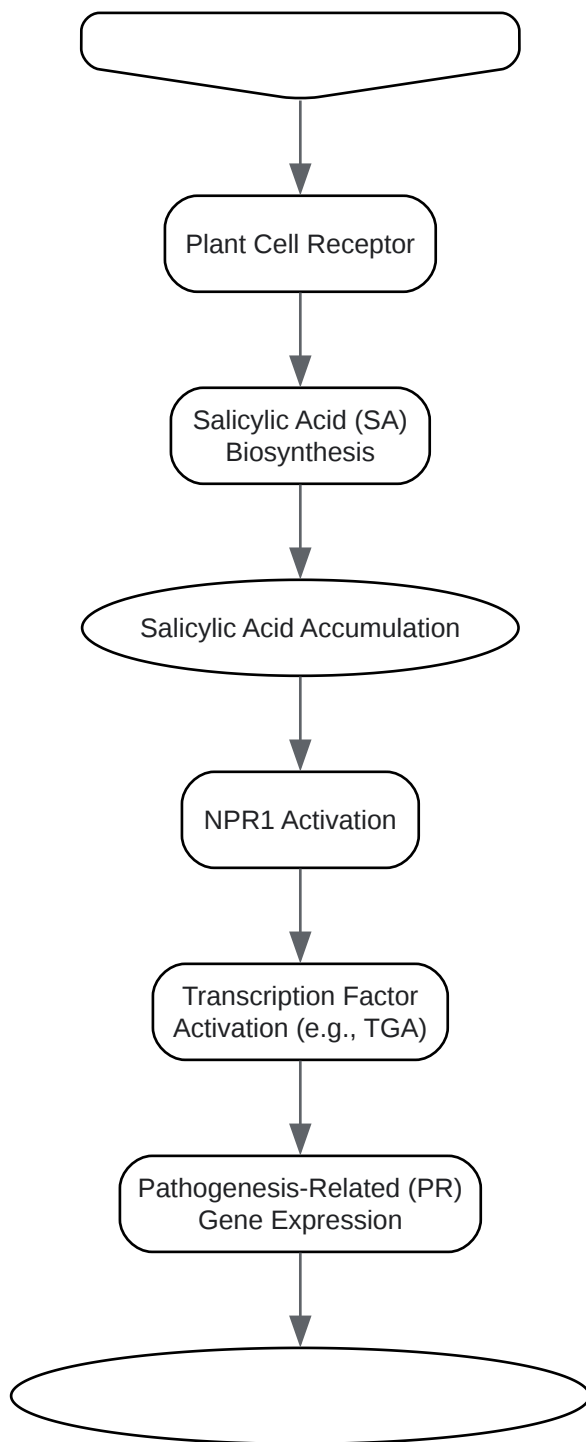 Plant Cell Receptor
Salicylic Acid (SA)
Biosynthesis
Salicylic Acid Accumulation
NPR1 Activation
Transcription Factor
Activation (e.g., TGA)
Pathogenesis-Related (PR)
Gene Expression